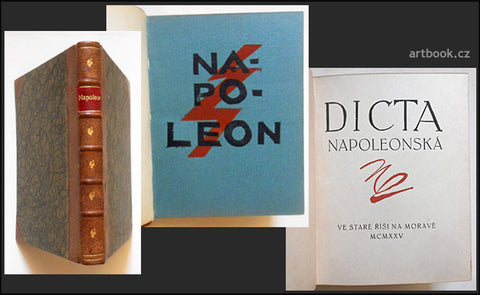 artbook.cz
Napoleon
NA-
PO-
LEON
DICTA
NAPOLEONSKÁ
VE STARÉ ŘÍŠI NA MORAVĚ
MCMXXV